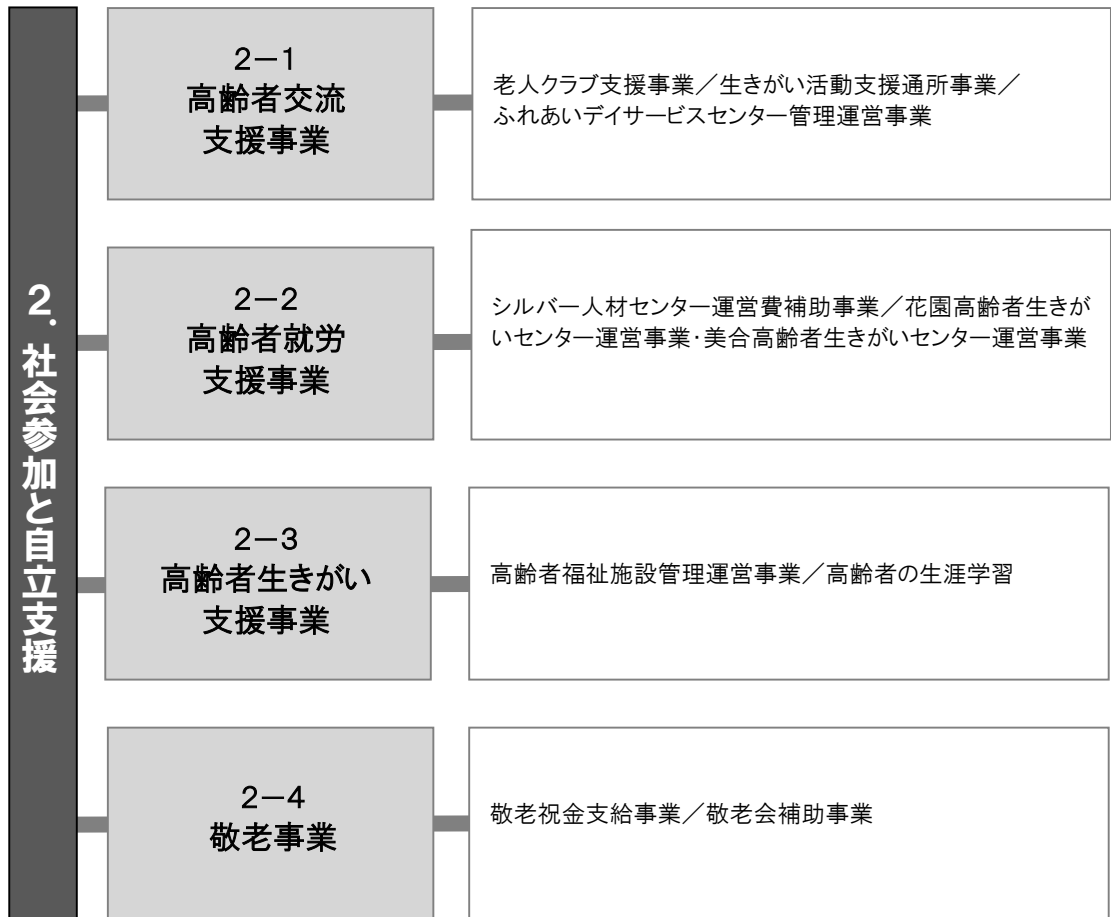 2．社会参加と自立支援
2－1
高齢者交流
支援事業
老人クラブ支援事業／生きがい活動支援通所事業／
ふれあいデイサービスセンター管理運営事業
2－2
高齢者就労
支援事業
シルバー人材センター運営費補助事業／花園高齢者生きが
いセンター運営事業・美合高齢者生きがいセンター運営事業
2－3
高齢者生きがい
支援事業
高齢者福祉施設管理運営事業／高齢者の生涯学習
2－4
敬老事業
敬老祝金支給事業／敬老会補助事業